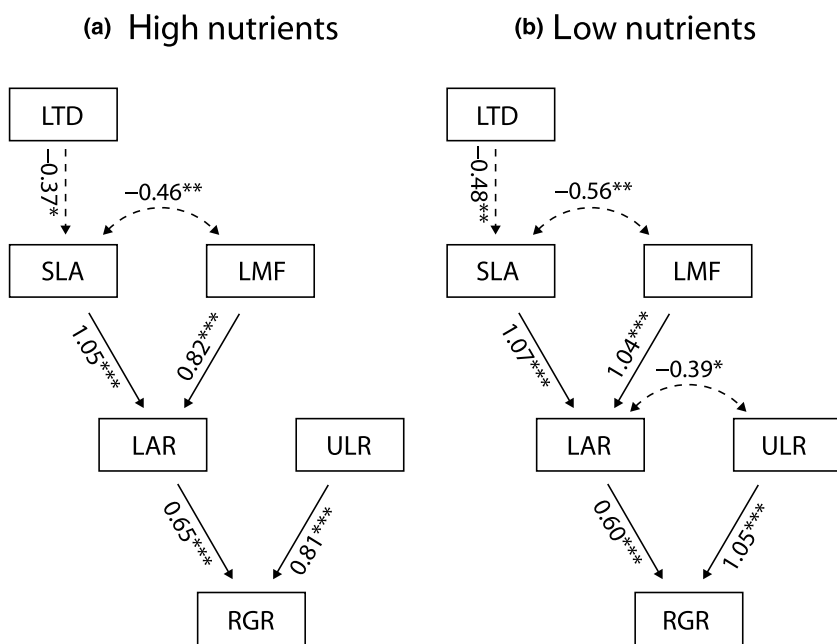 (a) High nutrients
LTD
−0.37*
−0.46**
SLA
LMF
1.05***
0.82***
LAR
ULR
0.65***
0.81***
RGR
(b) Low nutrients
LTD
−0.48**
−0.56**
SLA
LMF
1.07***
1.04***
−0.39*
LAR
ULR
0.60***
1.05***
RGR